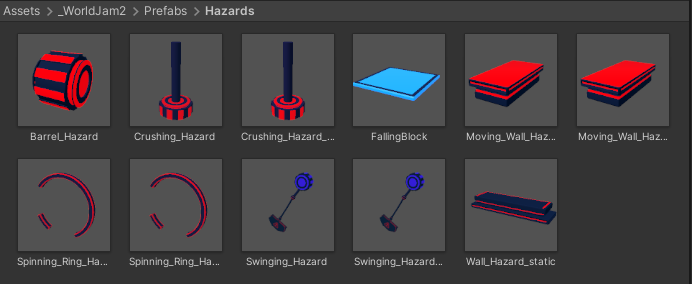 Assets > _WorldJam2 > Prefabs > Hazards
Barrel_Hazard
Crushing_Hazard
Crushing_Hazard_...
FallingBlock
Moving_Wall_Haz...
Moving_Wall_Haz...
Spinning_Ring_Ha...
Spinning_Ring_Ha...
Swinging_Hazard
Swinging_Hazard...
Wall_Hazard_static